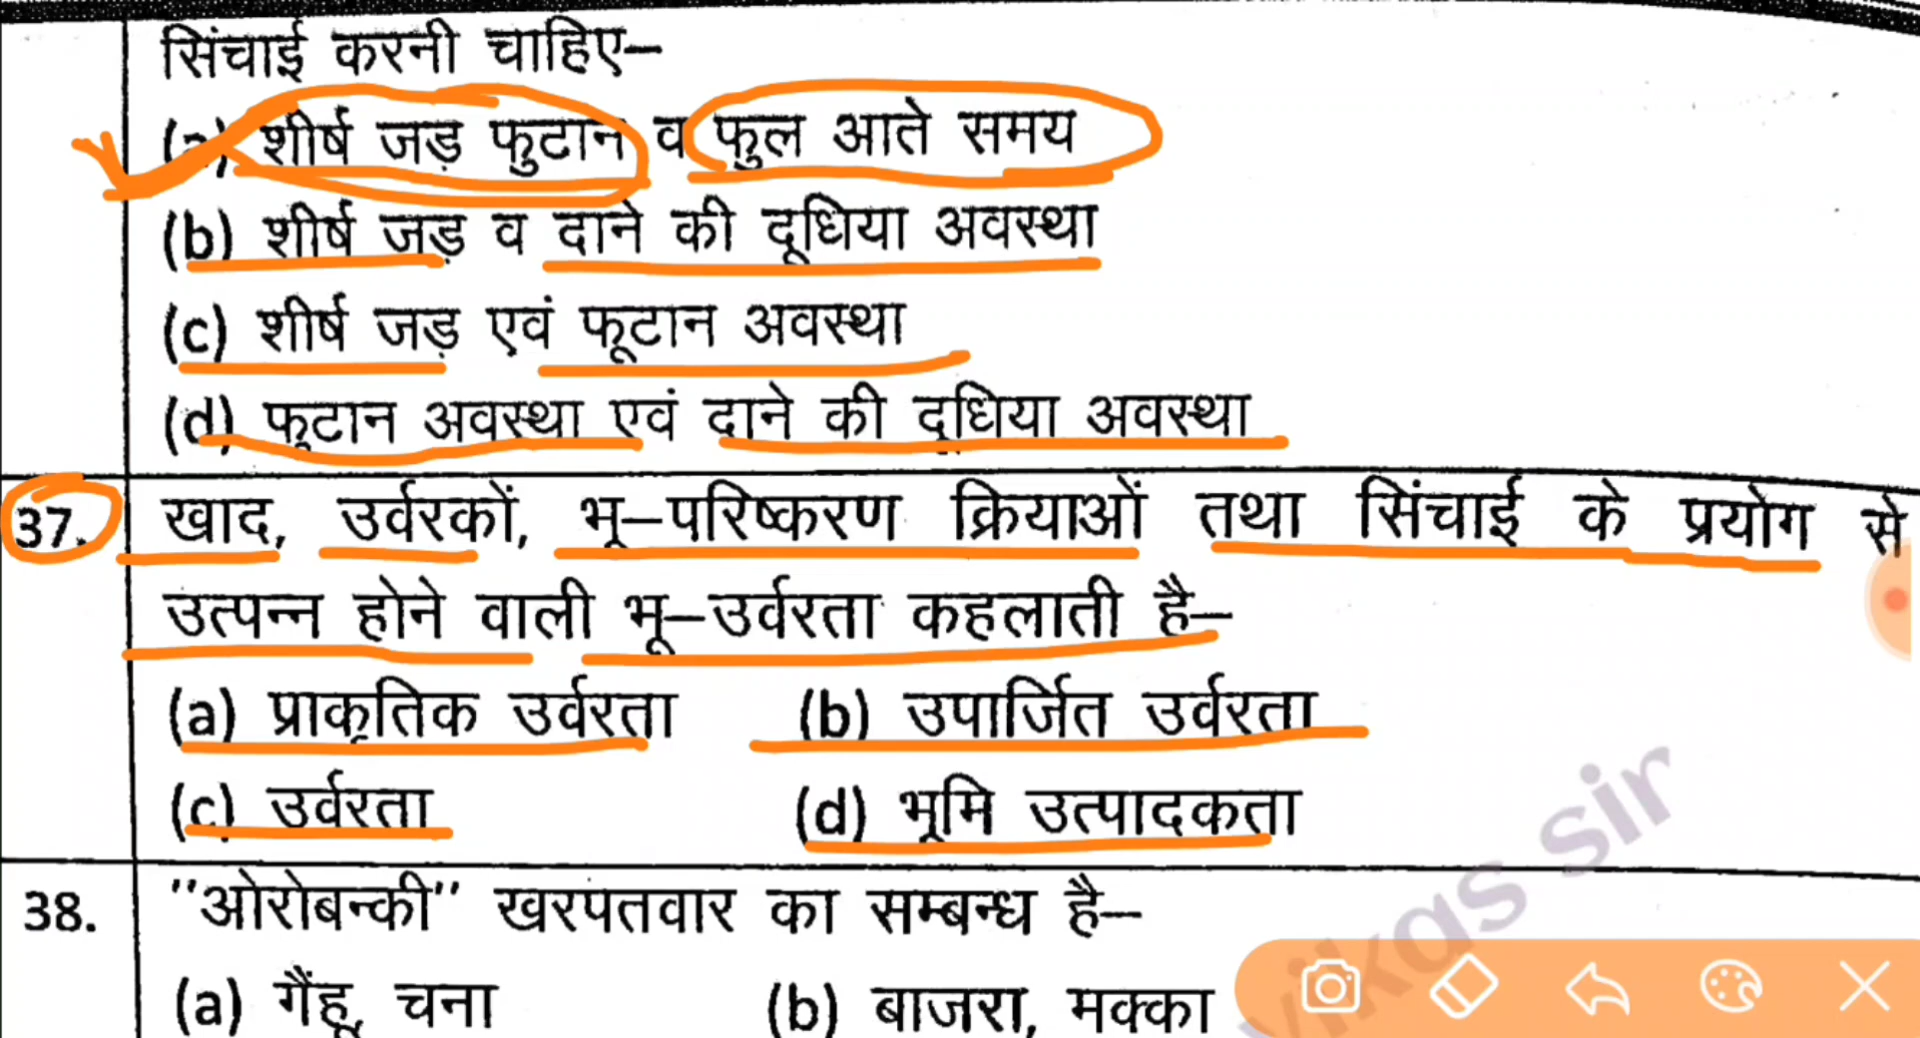 सिंचाई करनी चाहिए–
(a) शीर्ष जड़ फुटान व फुल आते समय
(b) शीर्ष जड़ व दाने की दूधिया अवस्था
(c) शीर्ष जड़ एवं फूटान अवस्था
(d) फुटान अवस्था एवं दाने की दूधिया अवस्था
37. खाद, उर्वरकों, भू–परिष्करण क्रियाओं तथा सिंचाई के प्रयोग से
उत्पन्न होने वाली भू–उर्वरता कहलाती है–
(a) प्राकृतिक उर्वरता (b) उपार्जित उर्वरता
(c) उर्वरता (d) भूमि उत्पादकता
38. "ओरोबन्की" खरपतवार का सम्बन्ध है–
(a) गैंहू, चना (b) बाजरा, मक्का
vikas sir